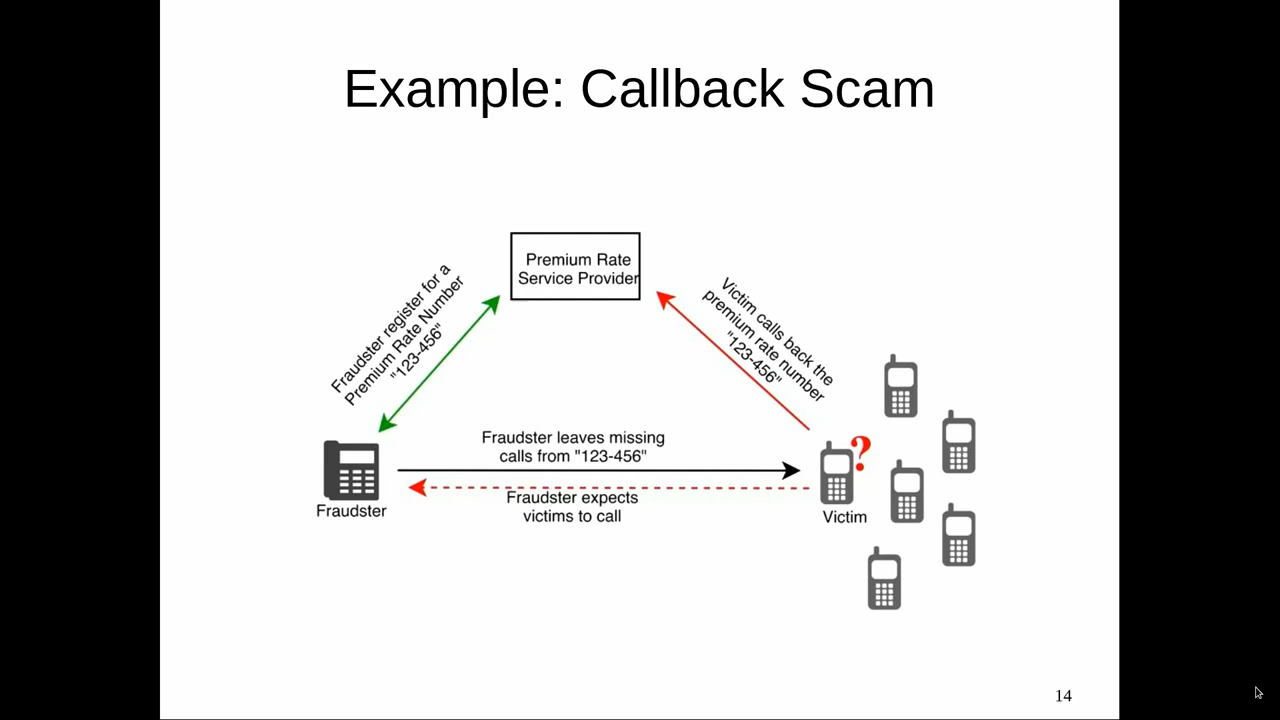 Example: Callback Scam
Premium Rate
Service Provider
Fraudster register for a
Premium Rate Number
"123-456"
Victim calls back the
premium rate number
"123-456"
Fraudster leaves missing
calls from "123-456"
Fraudster expects
victims to call
Fraudster
?
Victim
14